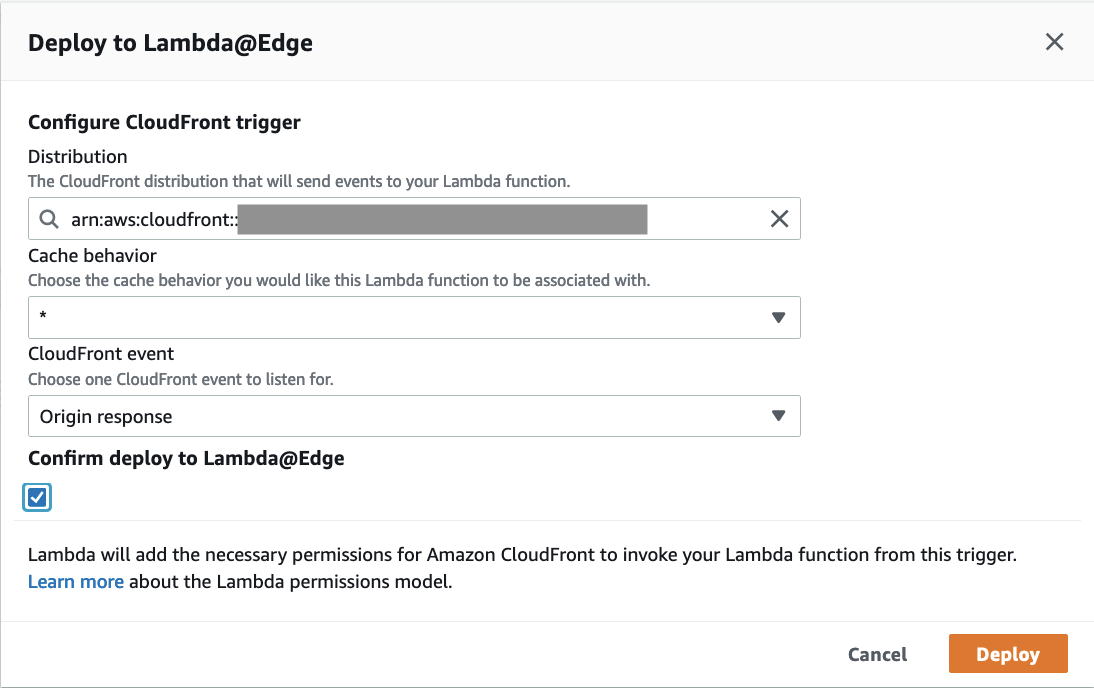 Deploy to Lambda@Edge
Configure CloudFront trigger
Distribution
The CloudFront distribution that will send events to your Lambda function.
arn:aws:cloudfront::
Cache behavior
Choose the cache behavior you would like this Lambda function to be associated with.
*
CloudFront event
Choose one CloudFront event to listen for.
Origin response
Confirm deploy to Lambda@Edge
Lambda will add the necessary permissions for Amazon CloudFront to invoke your Lambda function from this trigger.
Learn more about the Lambda permissions model.
Cancel
Deploy